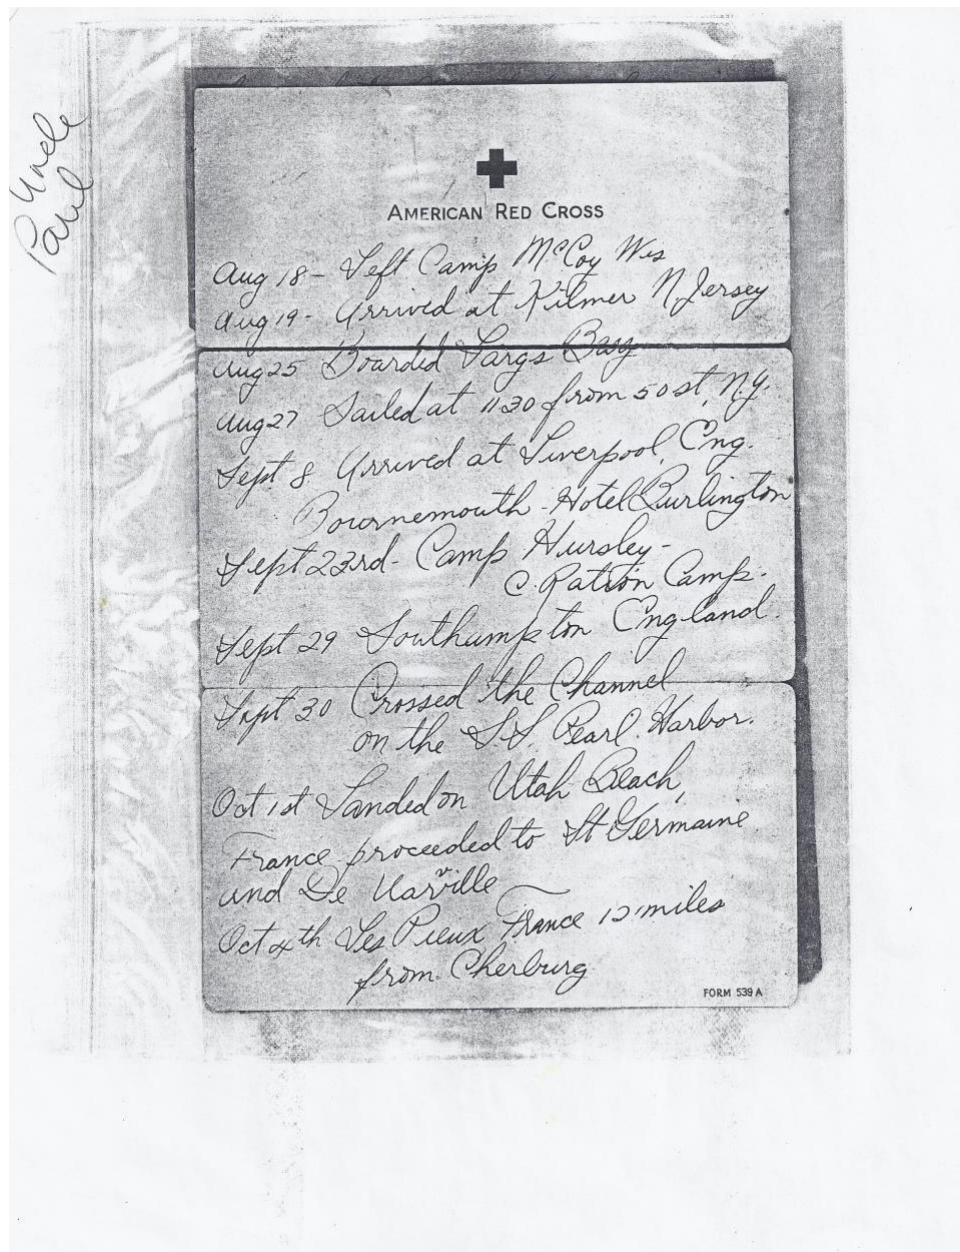 Uncle
Paul
AMERICAN RED CROSS
Aug 18 - Left Camp McCoy Wis
Aug 19 - Arrived at Kilmer N Jersey
Aug 25 Boarded Largs Bay
Aug 27 Sailed at 11:30 from 50 st, N.Y.
Sept 8 Arrived at Liverpool, Eng.
Bournemouth - Hotel Burlington
Sept 23rd - Camp Hursley -
C. Ration Camp.
Sept 29 Southampton England.
Sept 30 Crossed the Channel
on the S.S. Pearl Harbor.
Oct 1st Landed on Utah Beach,
France proceeded to St Germaine
and De Varville
Oct 4th Les Pieux France 12 miles
from Cherburg
FORM 539 A